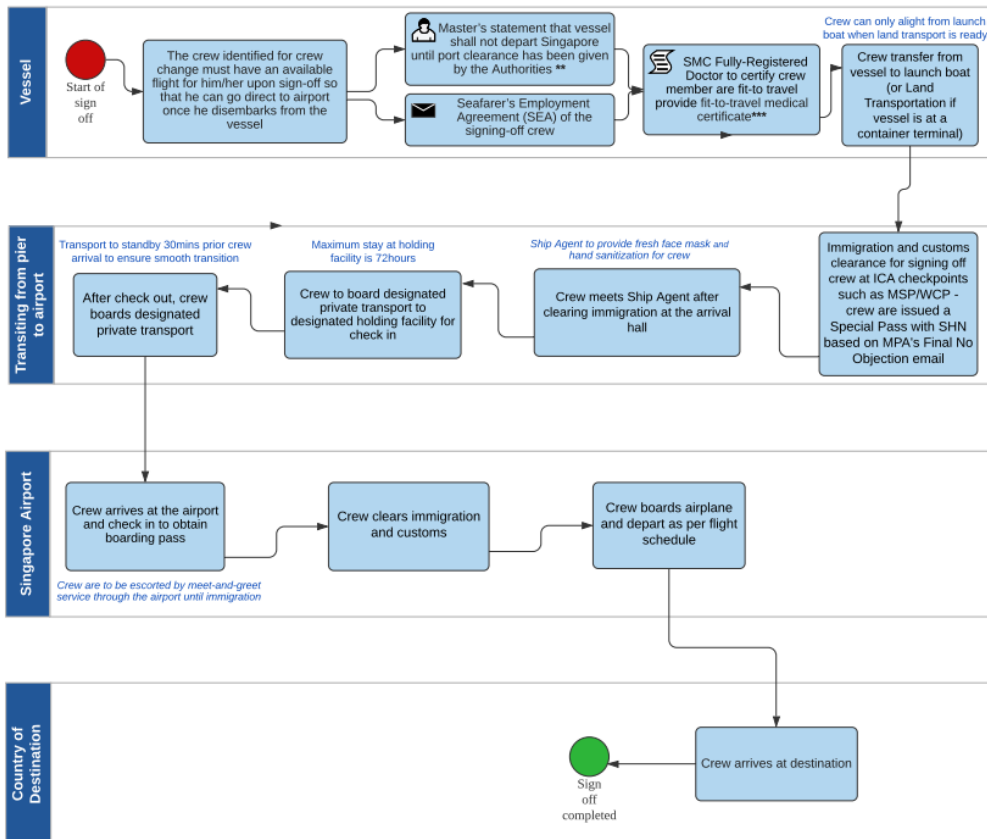 Vessel
Start of
sign
off
The crew identified for crew
change must have an available
flight for him/her upon sign-off so
that he can go direct to airport
once he disembarks from the
vessel
Master's statement that vessel
shall not depart Singapore
until port clearance has been
given by the Authorities **
Seafarer's Employment
Agreement (SEA) of the
signing-off crew
SMC Fully-Registered
Doctor to certify crew
member are fit-to travel
provide fit-to-travel medical
certificate***
Crew can only alight from launch
boat when land transport is ready
Crew transfer from
vessel to launch boat
(or Land
Transportation if
vessel is at a
container terminal)
Transiting from pier
to airport
Transport to standby 30mins prior crew
arrival to ensure smooth transition
After check out, crew
boards designated
private transport
Maximum stay at holding
facility is 72hours
Crew to board designated
private transport to
designated holding facility for
check in
Ship Agent to provide fresh face mask and
hand sanitization for crew
Crew meets Ship Agent after
clearing immigration at the arrival
hall
Immigration and customs
clearance for signing off
crew at ICA checkpoints
such as MSP/WCP -
crew are issued a
Special Pass with SHN
based on MPA's Final No
Objection email
Singapore Airport
Crew arrives at the airport
and check in to obtain
boarding pass
Crew are to be escorted by meet-and-greet
service through the airport until immigration
Crew clears immigration
and customs
Crew boards airplane
and depart as per flight
schedule
Country of
Destination
Sign
off
completed
Crew arrives at destination